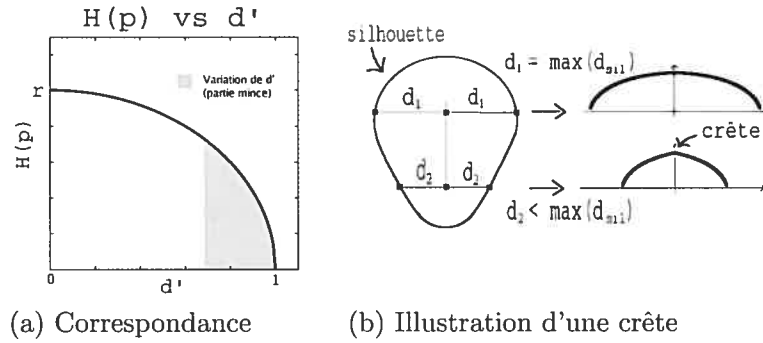 H(p) vs d'
r
H(p)
Variation de d'
(partie mince)
0
1
d'
(a) Correspondance
silhouette
d₁
d₁
d₂
d₂
d₁ = max(dₛᵢₗ)
crête
d₂ < max(dₛᵢₗ)
(b) Illustration d'une crête